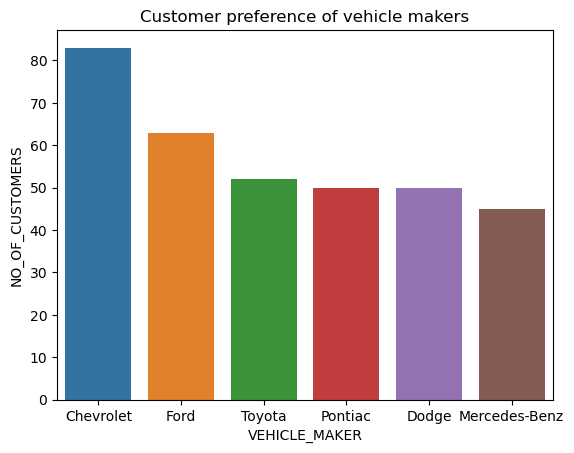 Customer preference of vehicle makers
NO_OF_CUSTOMERS
80
70
60
50
40
30
20
10
0
Chevrolet Ford Toyota Pontiac Dodge Mercedes-Benz
VEHICLE_MAKER